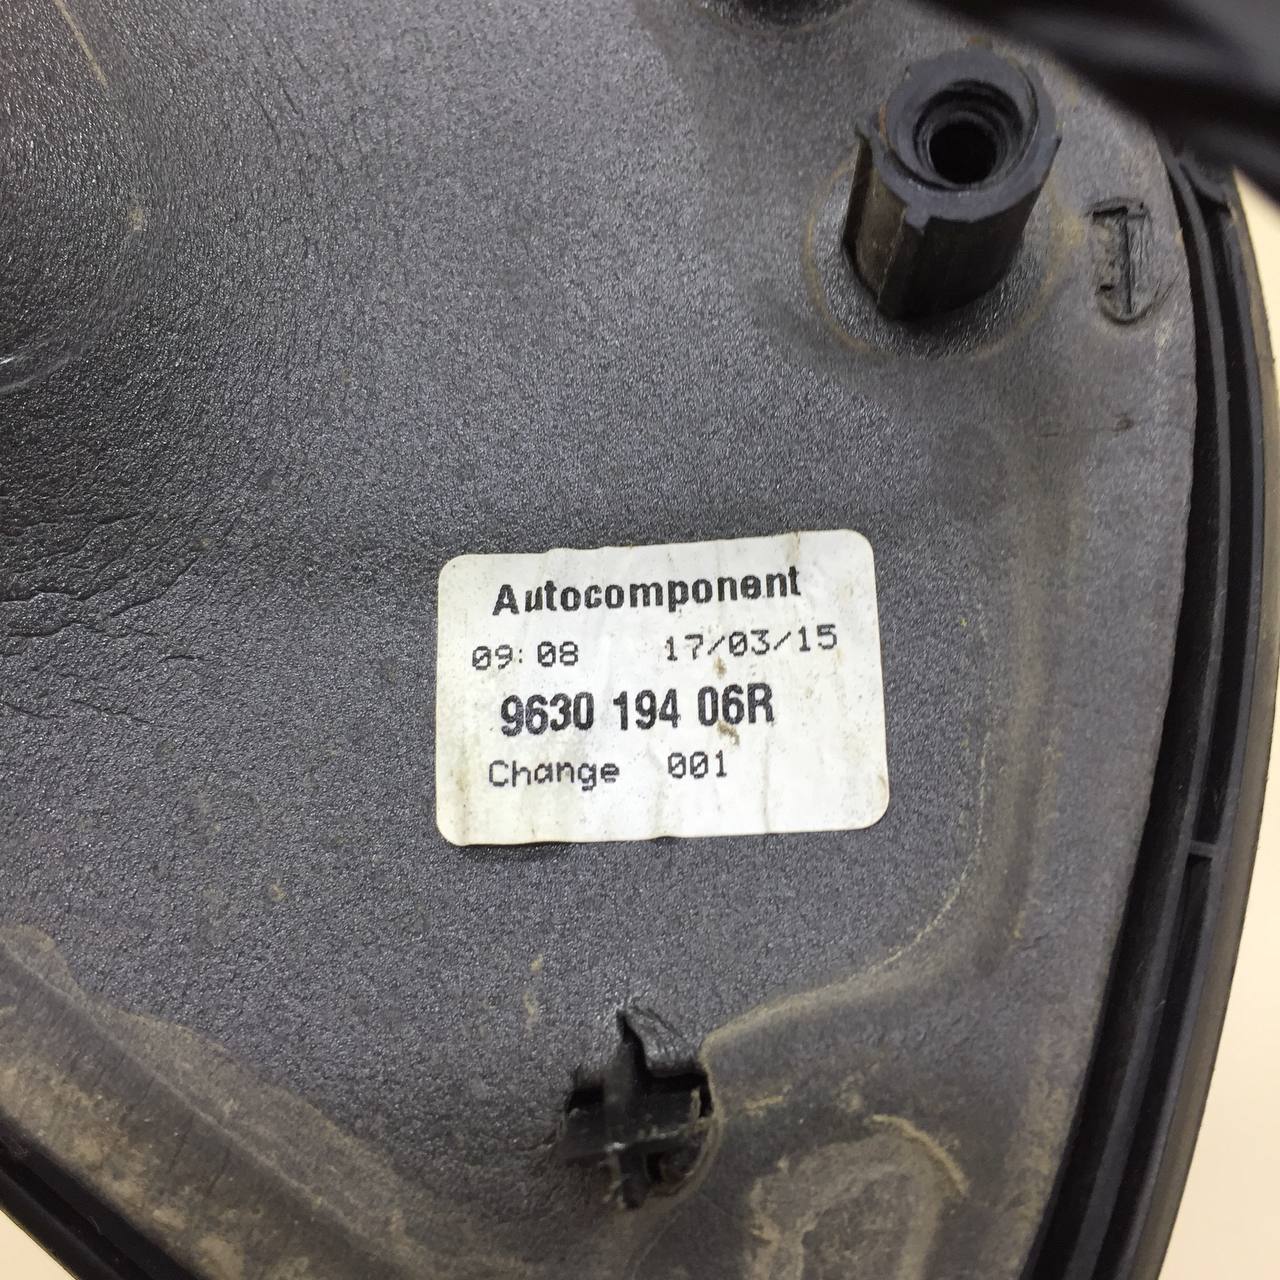 Autocomponent
09:08 17/03/15
9630 194 06R
Change 001